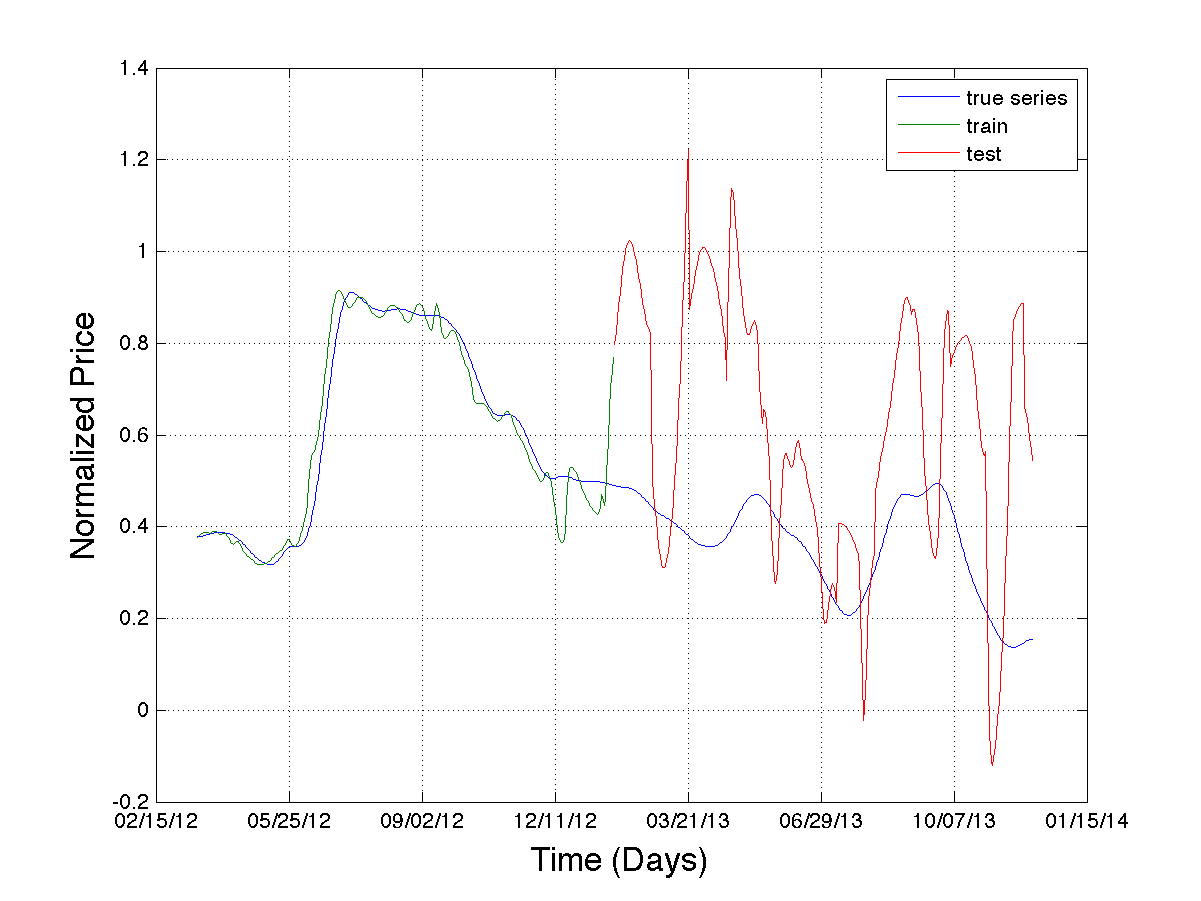 1.4
1.2
1
0.8
0.6
0.4
0.2
0
-0.2
Normalized Price
true series
train
test
02/15/12 05/25/12 09/02/12 12/11/12 03/21/13 06/29/13 10/07/13 01/15/14
Time (Days)